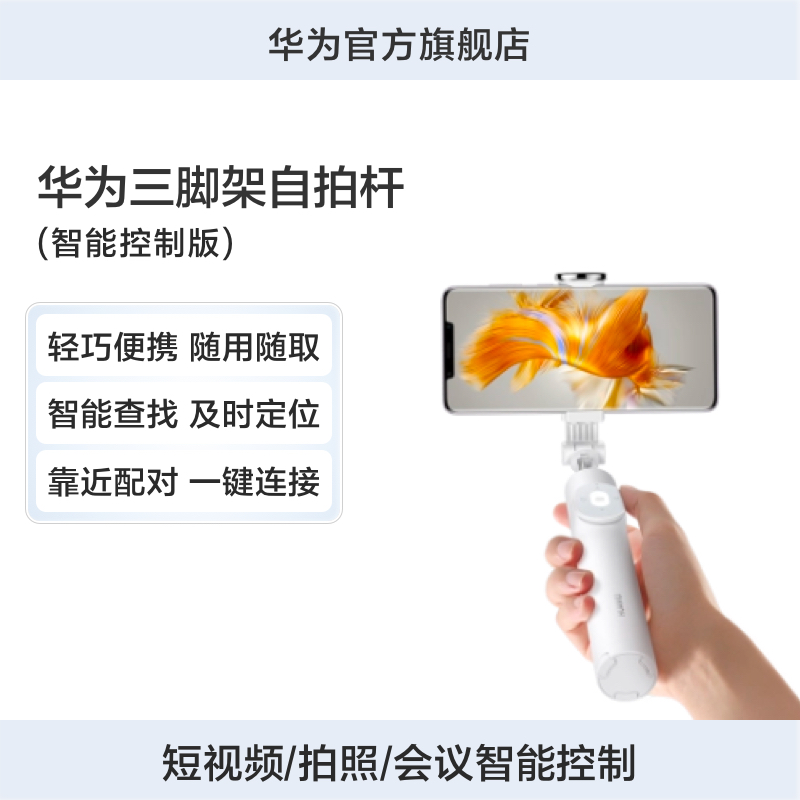 华为官方旗舰店
华为三脚架自拍杆
(智能控制版)
轻巧便携 随用随取
智能查找 及时定位
靠近配对 一键连接
HUAWEI
短视频/拍照/会议智能控制